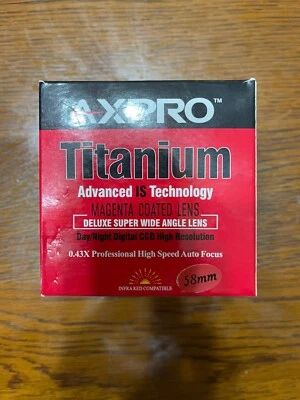 AXPRO™
Titanium
Advanced IS Technology
MAGENTA COATED LENS
DELUXE SUPER WIDE ANGLE LENS
Day/Night Digital CCD High Resolution
0.43X Professional High Speed Auto Focus
INFRA RED COMPATIBLE
58mm